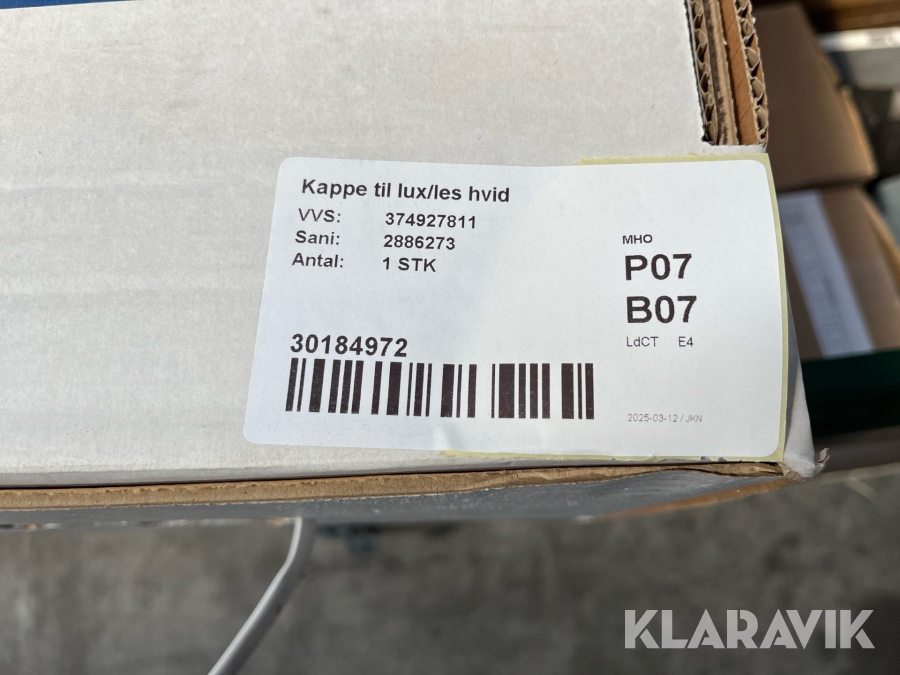 Kappe til lux/les hvid
VVS: 374927811
Sani: 2886273
Antal: 1 STK
MHO
P07
B07
LdCT E4
30184972
2025-03-12 / JKN
KLARAVIK